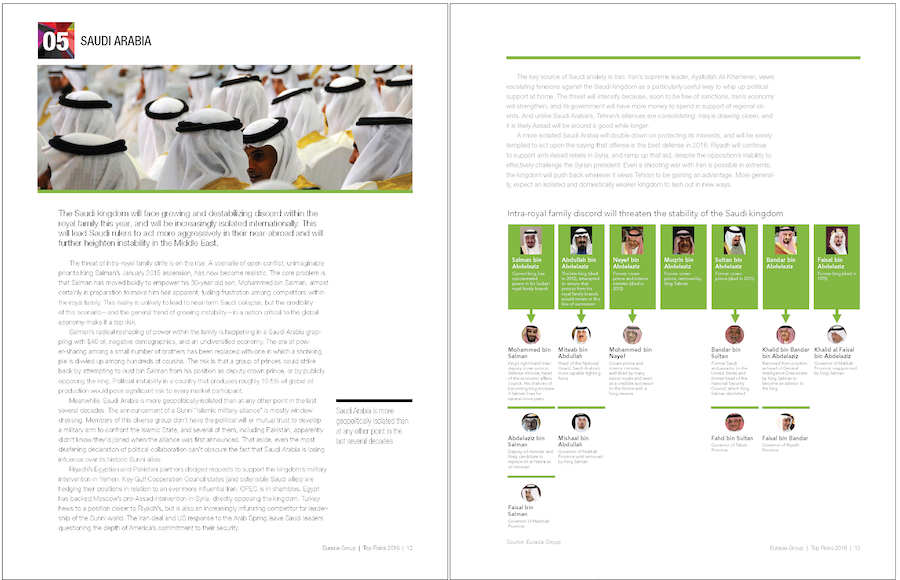 05 SAUDI ARABIA
The Saudi kingdom will face growing and destabilizing discord within the
royal family this year, and will be increasingly isolated internationally. This
will lead Saudi rulers to act more aggressively in their near-abroad and will
further heighten instability in the Middle East.
The threat of intra-royal family strife is on the rise. A scenario of open conflict, unimaginable
prior to King Salman's January 2015 ascension, has now become realistic. The core problem is
that Salman has moved boldly to empower his 30-year old son, Mohammed bin Salman, almost
certainly in preparation to make him heir apparent, fueling frustration among competitors within
the royal family. This rivalry is unlikely to lead to near-term Saudi collapse, but the credibility
of this scenario—and the general trend of growing instability—in a nation critical to the global
economy make it a top risk.
Salman's radical reshaping of power within the family is happening in a Saudi Arabia grap-
pling with $40 oil, negative demographics, and an undiversified economy. The era of pow-
er-sharing among a small number of brothers has been replaced with one in which a shrinking
pie is divided up among hundreds of cousins. The risk is that a group of princes could strike
back by attempting to oust bin Salman from his position as deputy crown prince, or by publicly
opposing the king. Political instability in a country that produces roughly 10.5% of global oil
production would pose significant risk to every market participant.
Meanwhile, Saudi Arabia is more geopolitically isolated than at any other point in the last
several decades. The announcement of a Sunni "Islamic military alliance" is mostly window
dressing. Members of this diverse group don't have the political will or mutual trust to develop
a military arm to confront the Islamic State, and several of them, including Pakistan, apparently
didn't know they'd joined when the alliance was first announced. That aside, even the most
deafening declaration of political collaboration can't obscure the fact that Saudi Arabia is losing
influence over its historic Sunni allies.
Riyadh's Egyptian and Pakistani partners dodged requests to support the kingdom's military
intervention in Yemen. Key Gulf Cooperation Council states (and ostensible Saudi allies) are
hedging their positions in relation to an ever more influential Iran. OPEC is in shambles. Egypt
has backed Moscow's pro-Assad intervention in Syria, directly opposing the kingdom. Turkey
hews to a position closer to Riyadh's, but is also an increasingly infuriating competitor for leader-
ship of the Sunni world. The Iran deal and US response to the Arab Spring leave Saudi leaders
questioning the depth of America's commitment to their security.
Saudi Arabia is more
geopolitically isolated than
at any other point in the
last several decades
Eurasia Group | Top Risks 2016 | 12
The key source of Saudi anxiety is Iran. Iran's supreme leader, Ayatollah Ali Khamenei, views
escalating tensions against the Saudi kingdom as a particularly useful way to whip up political
support at home. The threat will intensify because, soon to be free of sanctions, Iran's economy
will strengthen, and its government will have more money to spend in support of regional cli-
ents. And unlike Saudi Arabia's, Tehran's alliances are consolidating: Iraq is drawing closer, and
it is likely Assad will be around a good while longer.
A more isolated Saudi Arabia will double down on protecting its interests, and will be sorely
tempted to act upon the saying that offense is the best defense in 2016. Riyadh will continue
to support anti-Assad rebels in Syria, and ramp up that aid, despite the opposition's inability to
effectively challenge the Syrian president. Even a shooting war with Iran is possible in extremis;
the kingdom will push back wherever it views Tehran to be gaining an advantage. More general-
ly, expect an isolated and domestically weaker kingdom to lash out in new ways.
Intra-royal family discord will threaten the stability of the Saudi kingdom
Salman bin
Abdelaziz
Current king, has
concentrated
power in his Sudairi
royal family branch
Abdullah bin
Abdelaziz
The late king (died
in 2015), attempted
to ensure that
princes from his
royal family branch
would remain in the
line of succession
Nayef bin
Abdelaziz
Former crown
prince and interior
minister (died in
2012)
Muqrin bin
Abdelaziz
Former crown
prince, removed by
King Salman
Sultan bin
Abdelaziz
Former crown
prince (died in 2011)
Bandar bin
Abdelaziz
Faisal bin
Abdelaziz
Former king (died in
1975)
Mohammed bin
Salman
King's right-hand man,
deputy crown prince,
defense minister, head
of the economic affairs
council. His chances of
becoming king increase
if Salman lives for
several more years
Miteab bin
Abdullah
Head of the National
Guard, Saudi Arabia's
most capable fighting
force
Mohammed bin
Nayef
Crown prince and
interior minister,
well-liked by many
senior royals and seen
as a credible successor
to the throne with a
long resume
Bandar bin
Sultan
Former Saudi
ambassador to the
United States and
former head of the
National Security
Council, which King
Salman abolished
Khalid bin Bandar
bin Abdelaziz
Removed from position
as head of General
Intelligence Directorate
by King Salman to
become an advisor to
the king
Khalid al Faisal
bin Abdelaziz
Governor of Makkah
Province, reappointed
by King Salman
Abdelaziz bin
Salman
Deputy oil minister and
likely candidate to
replace Ali al Naimi as
oil minister
Mishaal bin
Abdullah
Governor of Makkah
Province until removed
by King Salman
Fahd bin Sultan
Governor of Tabuk
Province
Faisal bin Bandar
Governor of Riyadh
Province
Faisal bin
Salman
Governor of Madinah
Province
Source: Eurasia Group
Eurasia Group | Top Risks 2016 | 13